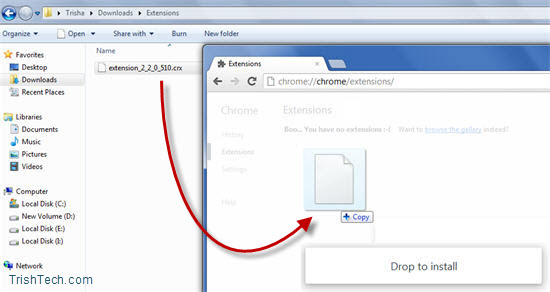 ▸ Trisha ▸ Downloads ▸ Extensions
Organize ▾ Open ▾ Share with ▾ Burn New folder
Favorites
Desktop
Downloads
Recent Places
Libraries
Documents
Music
Pictures
Videos
Computer
Local Disk (C:)
New Volume (D:)
Local Disk (E:)
Local Disk (I:)
Network
TrishTech.com
Name
extension_2_2_0_510.crx
Extensions
chrome://chrome/extensions/
Chrome
History
Extensions
Settings
Help
Extensions
Boo... You have no extensions :-( Want to browse the gallery instead?
Copy
Drop to install